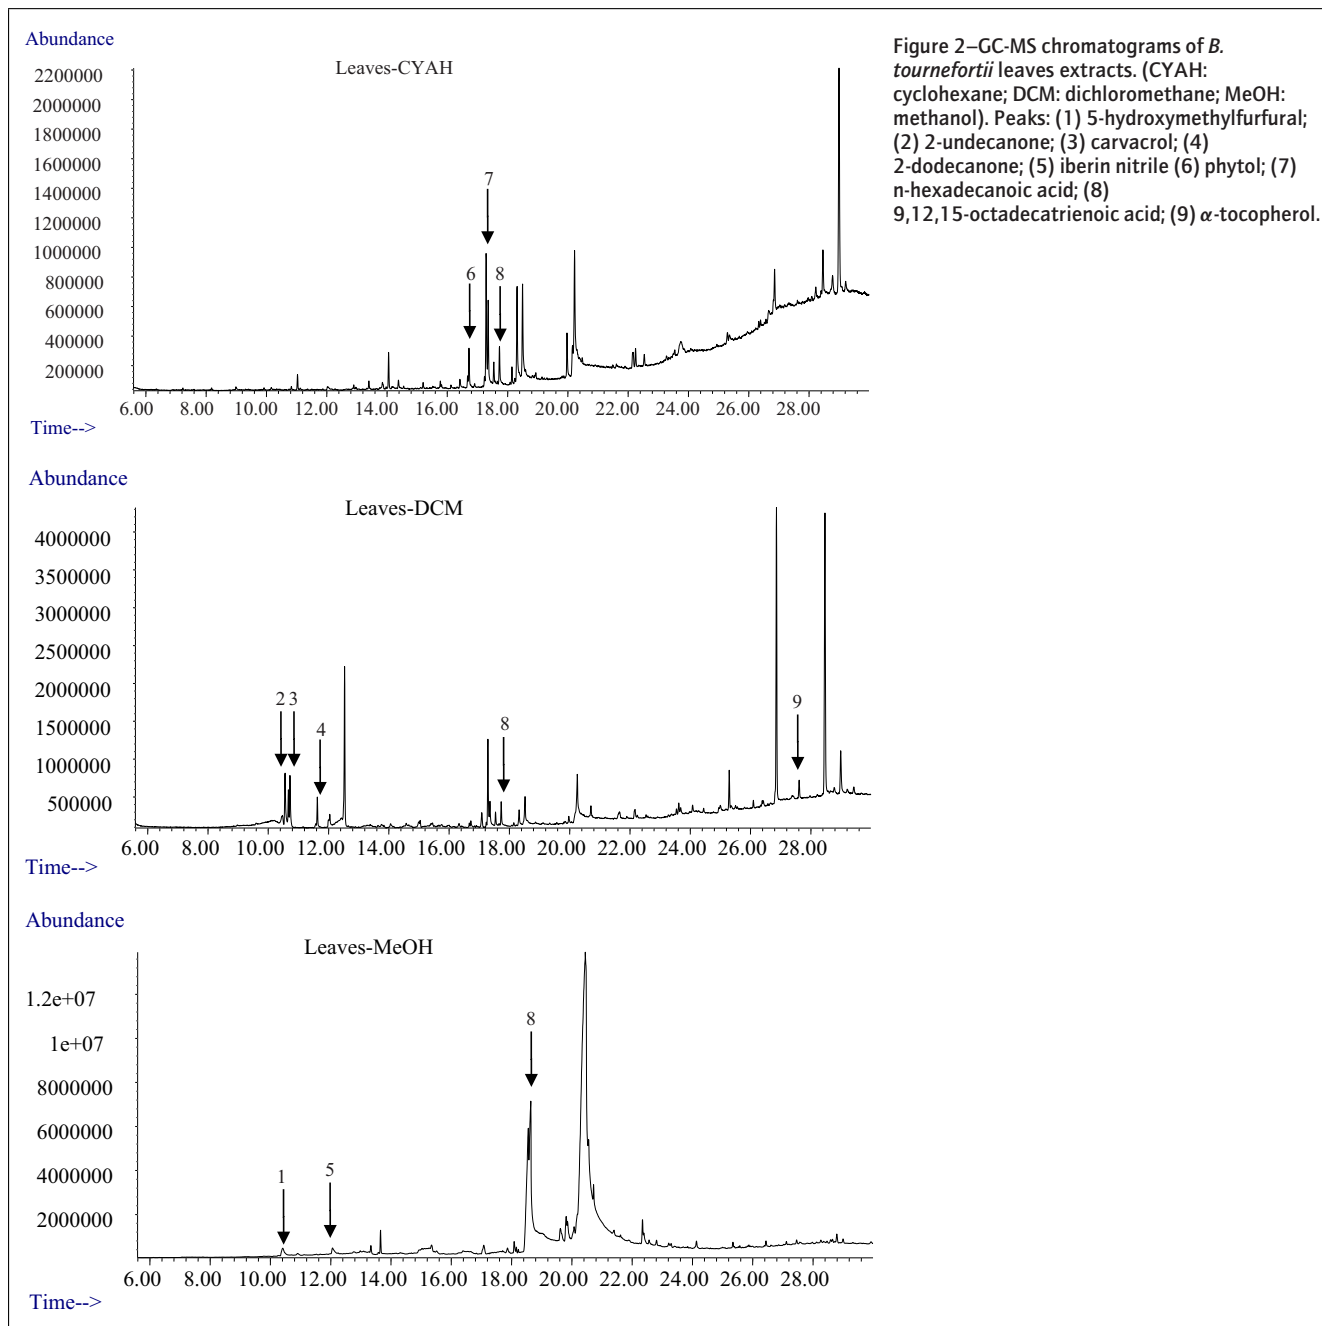 Abundance
Leaves-CYAH
2200000
2000000
1800000
1600000
1400000
1200000
1000000
800000
600000
400000
200000
7
6
8
6.00 8.00 10.00 12.00 14.00 16.00 18.00 20.00 22.00 24.00 26.00 28.00
Time-->
Figure 2–GC-MS chromatograms of B.
tournefortii leaves extracts. (CYAH:
cyclohexane; DCM: dichloromethane; MeOH:
methanol). Peaks: (1) 5-hydroxymethylfurfural;
(2) 2-undecanone; (3) carvacrol; (4)
2-dodecanone; (5) iberin nitrile (6) phytol; (7)
n-hexadecanoic acid; (8)
9,12,15-octadecatrienoic acid; (9) α-tocopherol.
Abundance
Leaves-DCM
4000000
3500000
3000000
2500000
2000000
1500000
1000000
500000
2 3
4
8
9
6.00 8.00 10.00 12.00 14.00 16.00 18.00 20.00 22.00 24.00 26.00 28.00
Time-->
Abundance
Leaves-MeOH
1.2e+07
1e+07
8000000
6000000
4000000
2000000
1
5
8
6.00 8.00 10.00 12.00 14.00 16.00 18.00 20.00 22.00 24.00 26.00 28.00
Time-->